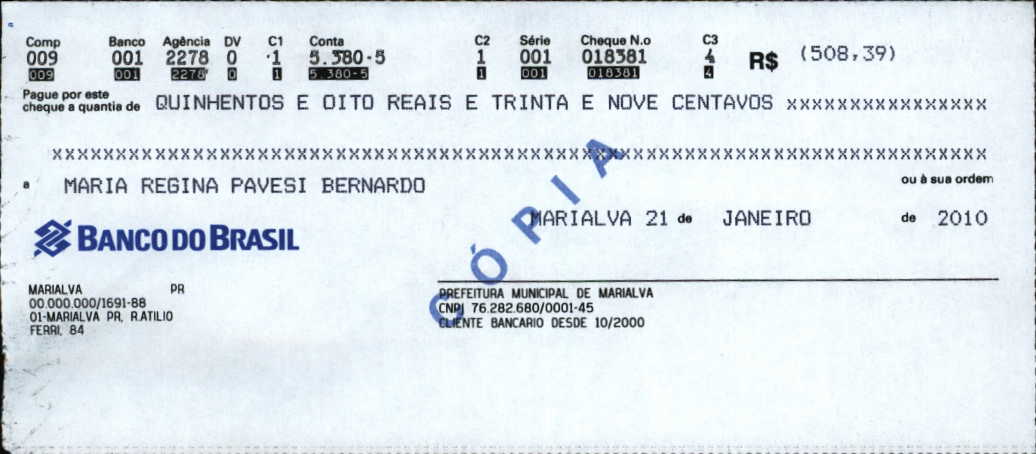 Comp Banco Agência DV C1 Conta C2 Série Cheque N.o C3
009 001 2278 0 1 5.380-5 1 001 018381 4 R$ (508,39)
009 001 2278 0 1 5.380-5 1 001 018381 4
Pague por este
cheque a quantia de QUINHENTOS E OITO REAIS E TRINTA E NOVE CENTAVOS xxxxxxxxxxxxxxxx
xxxxxxxxxxxxxxxxxxxxxxxxxxxxxxxxxxxxxxxxxxxxxxxxxxxxxxxxxxxxxxxxxxxxxxxxx
a MARIA REGINA PAVESI BERNARDO ou à sua ordem
MARIALVA 21 de JANEIRO de 2010
BANCO DO BRASIL
CÓPIA
MARIALVA PR
00.000.000/1691-88
01-MARIALVA PR, R.ATILIO
FERRI, 84
PREFEITURA MUNICIPAL DE MARIALVA
CNPJ 76.282.680/0001-45
CLIENTE BANCARIO DESDE 10/2000